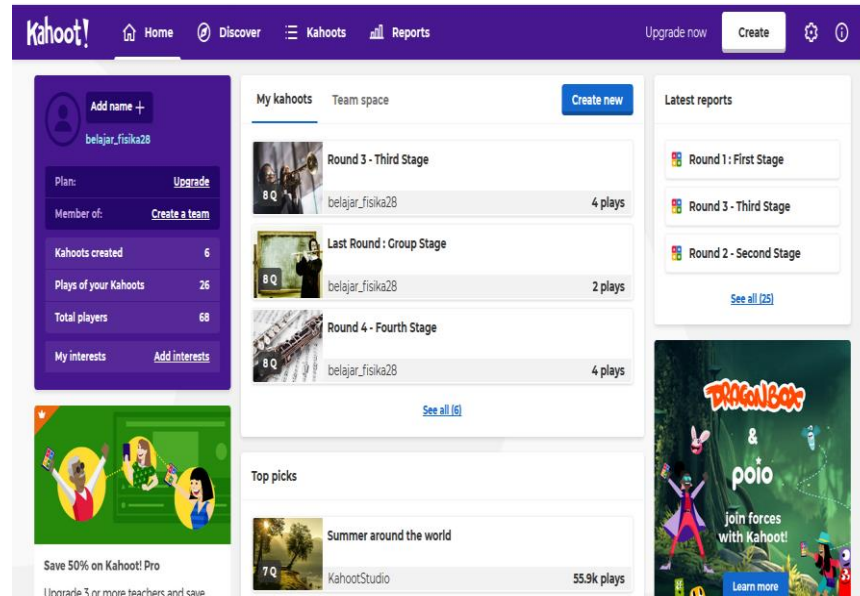 Kahoot!
Home
Discover
Kahoots
Reports
Upgrade now
Create
Add name +
belajar_fisika28
Plan: Upgrade
Member of: Create a team
Kahoots created 6
Plays of your Kahoots 26
Total players 68
My interests Add interests
Save 50% on Kahoot! Pro
Upgrade 3 or more teachers and save
My kahoots
Team space
Create new
8 Q
Round 3 - Third Stage
belajar_fisika28 4 plays
8 Q
Last Round : Group Stage
belajar_fisika28 2 plays
8 Q
Round 4 - Fourth Stage
belajar_fisika28 4 plays
See all (6)
Top picks
7 Q
Summer around the world
KahootStudio 55.9k plays
Latest reports
Round 1 : First Stage
Round 3 - Third Stage
Round 2 - Second Stage
See all (25)
DRAGONBOX
&
poio
join forces
with Kahoot!
Learn more